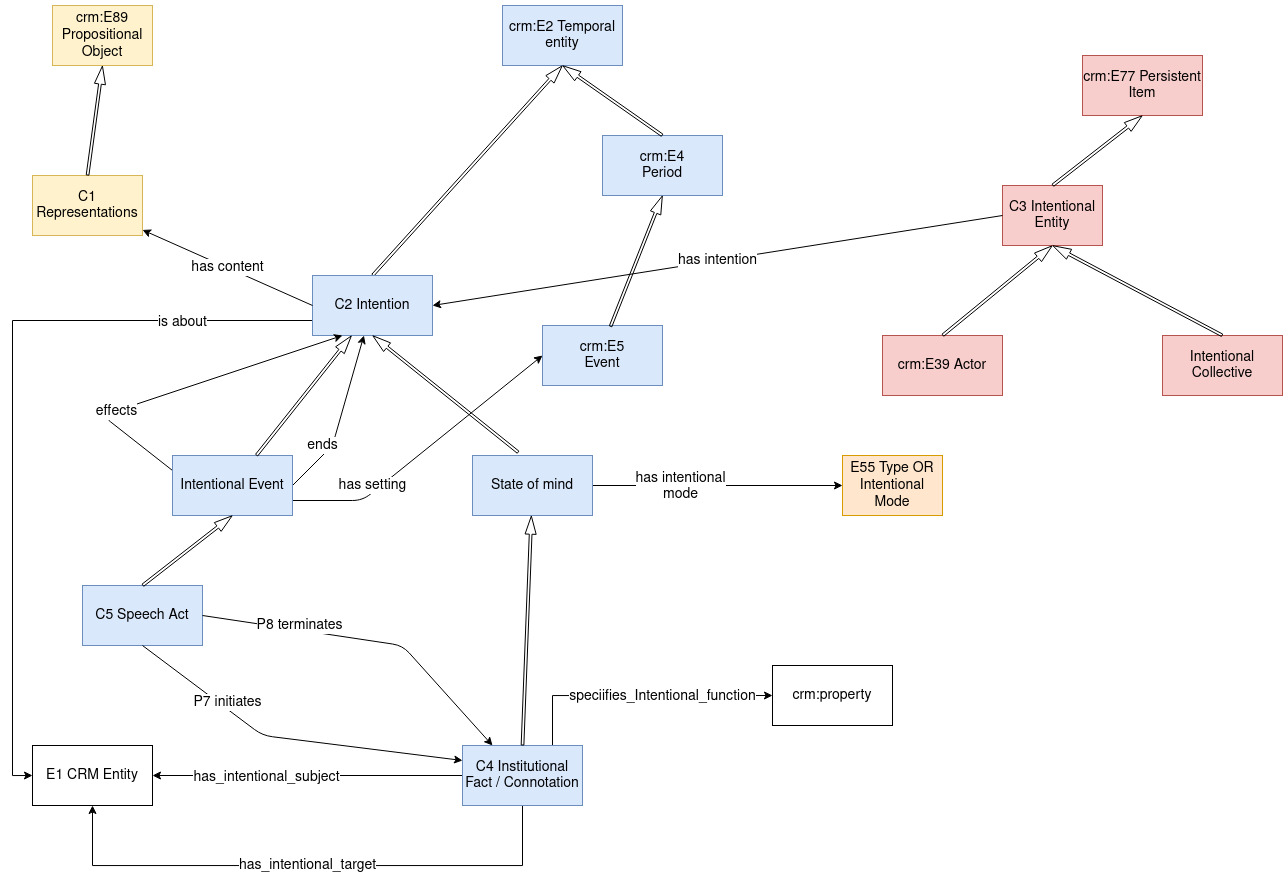 crm:E89
Propositional
Object
crm:E2 Temporal
entity
crm:E77 Persistent
Item
crm:E4
Period
C1
Representations
C3 Intentional
Entity
has content
has intention
C2 Intention
is about
crm:E5
Event
crm:E39 Actor
Intentional
Collective
effects
ends
Intentional Event
has setting
State of mind
has intentional
mode
E55 Type OR
Intentional
Mode
C5 Speech Act
P8 terminates
P7 initiates
speciifies_Intentional_function
crm:property
E1 CRM Entity
has_intentional_subject
C4 Institutional
Fact / Connotation
has_intentional_target